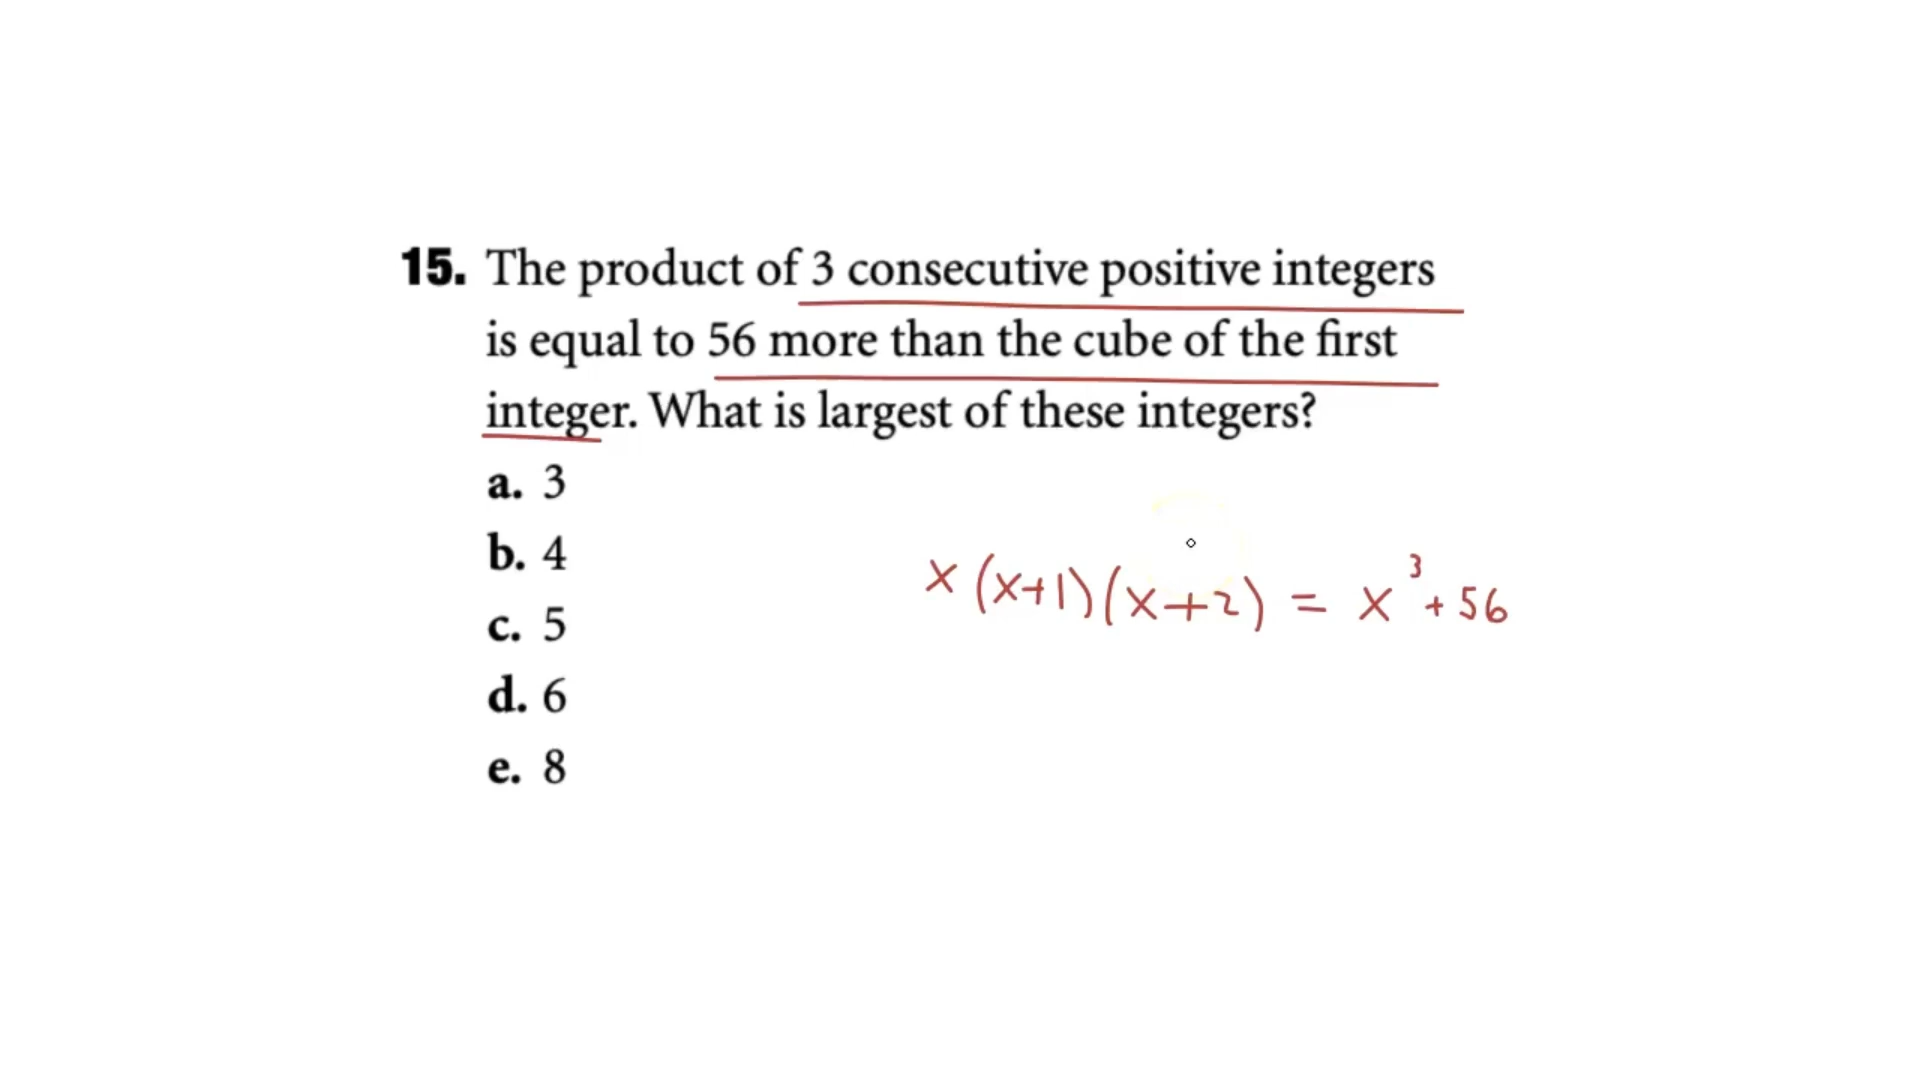 15. The product of 3 consecutive positive integers
is equal to 56 more than the cube of the first
integer. What is largest of these integers?
a. 3
b. 4
c. 5
d. 6
e. 8
x(x+1)(x+2) = x³+56